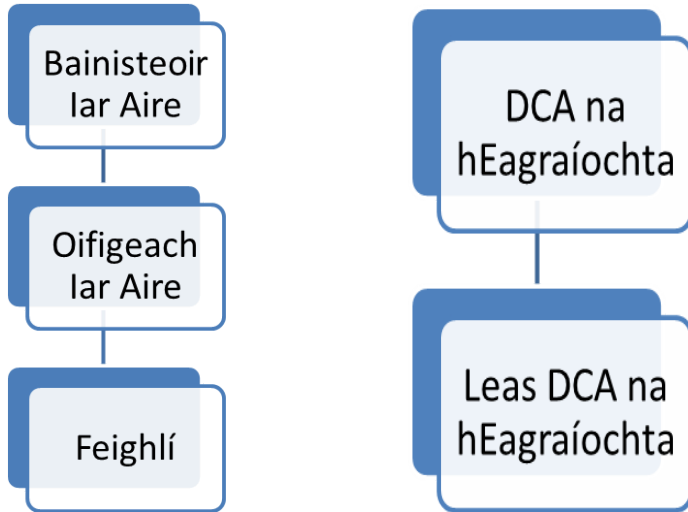 Bainisteoir
Iar Aire
Oifigeach
Iar Aire
Feighlí
DCA na
hEagraíochta
Leas DCA na
hEagraíochta